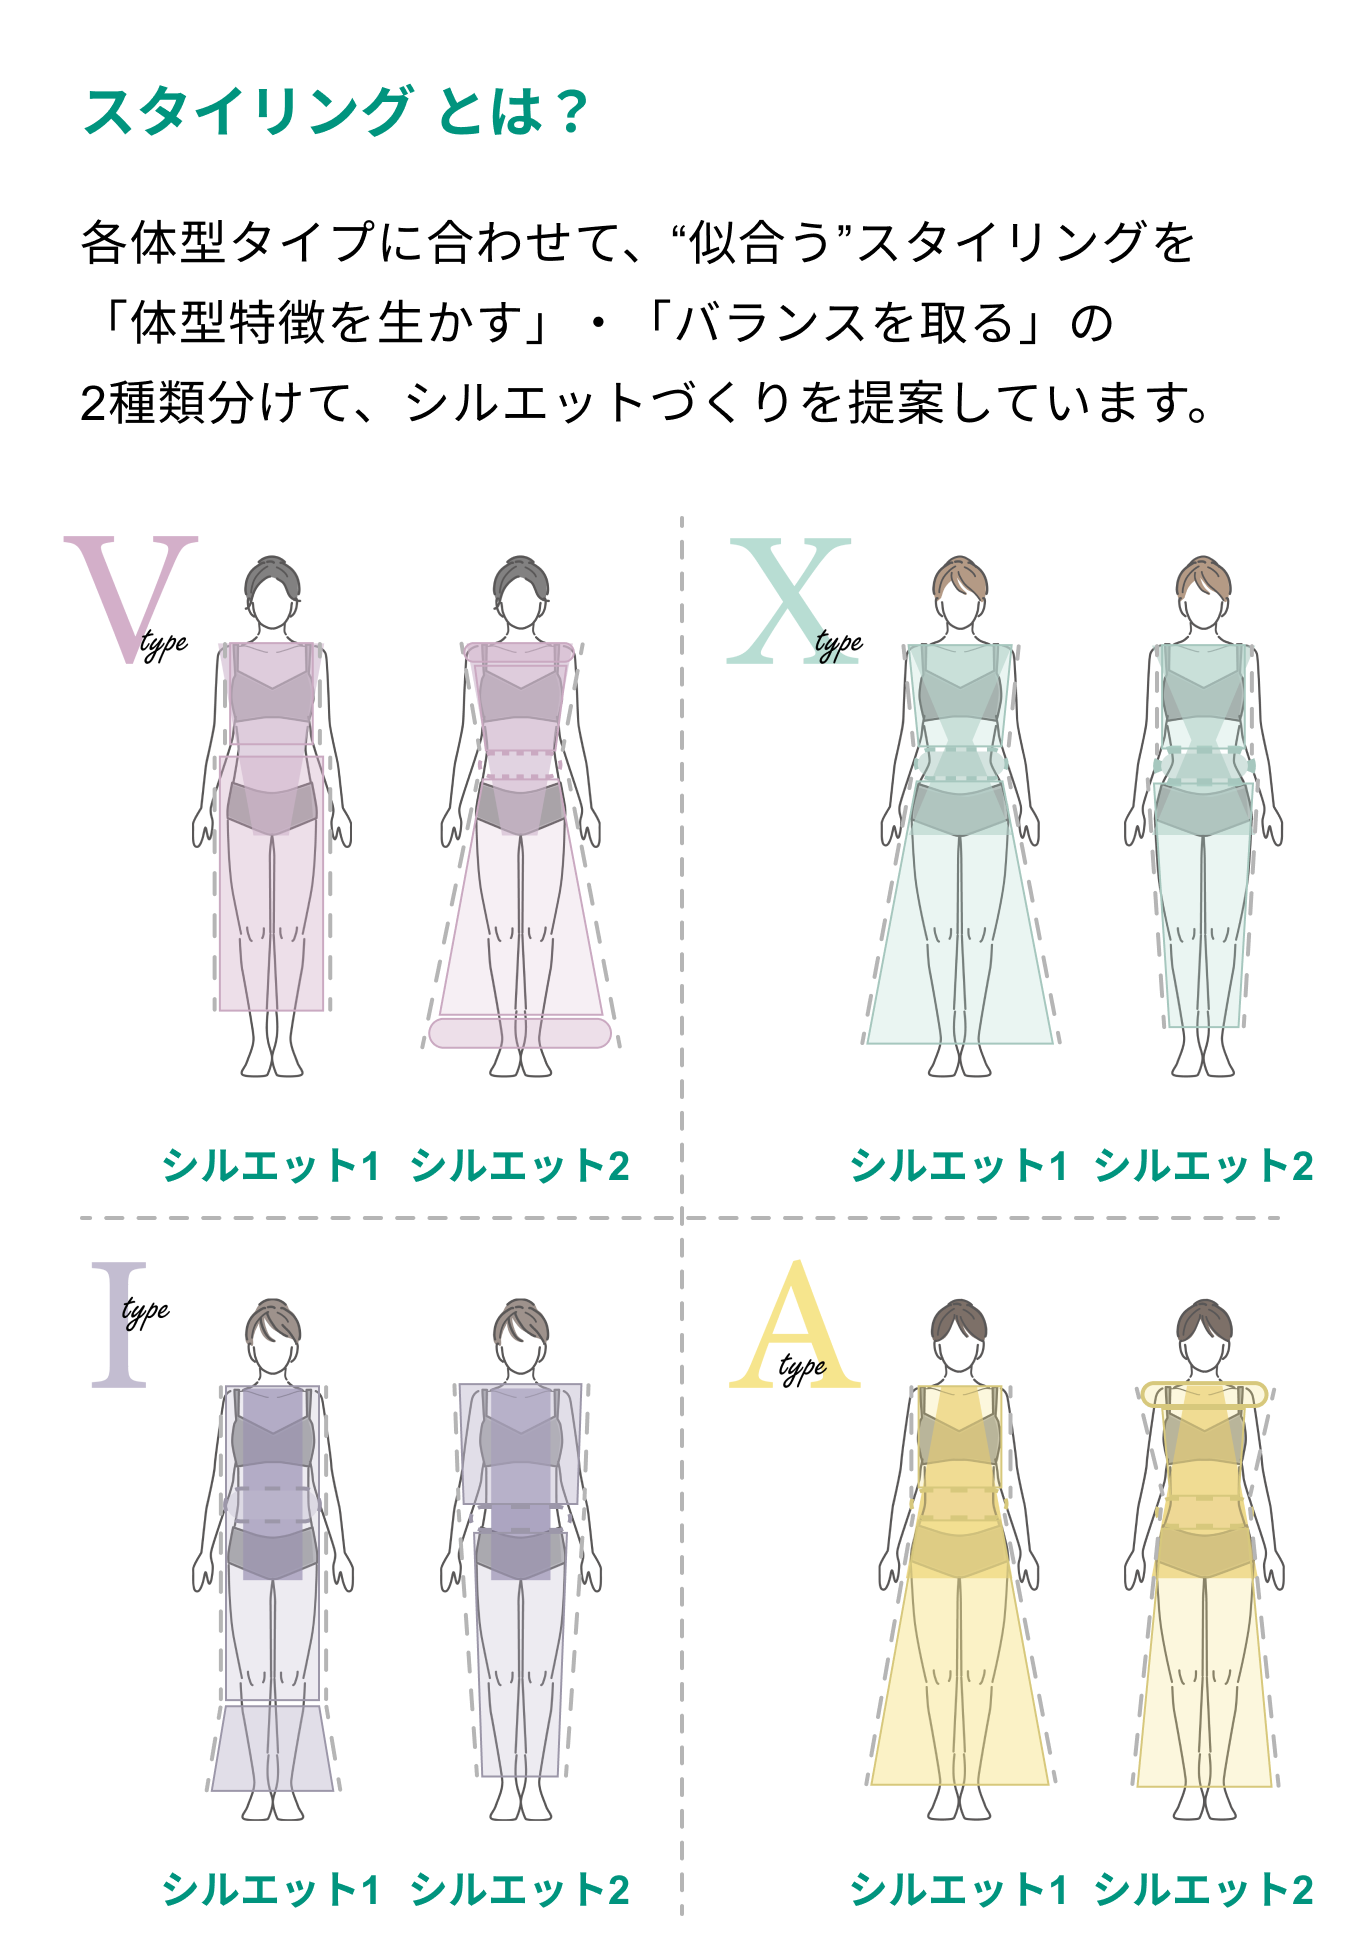 スタイリング とは？
各体型タイプに合わせて、“似合う”スタイリングを
「体型特徴を生かす」・「バランスを取る」の
2種類分けて、シルエットづくりを提案しています。
V type
X type
シルエット1 シルエット2
シルエット1 シルエット2
I type
A type
シルエット1 シルエット2
シルエット1 シルエット2